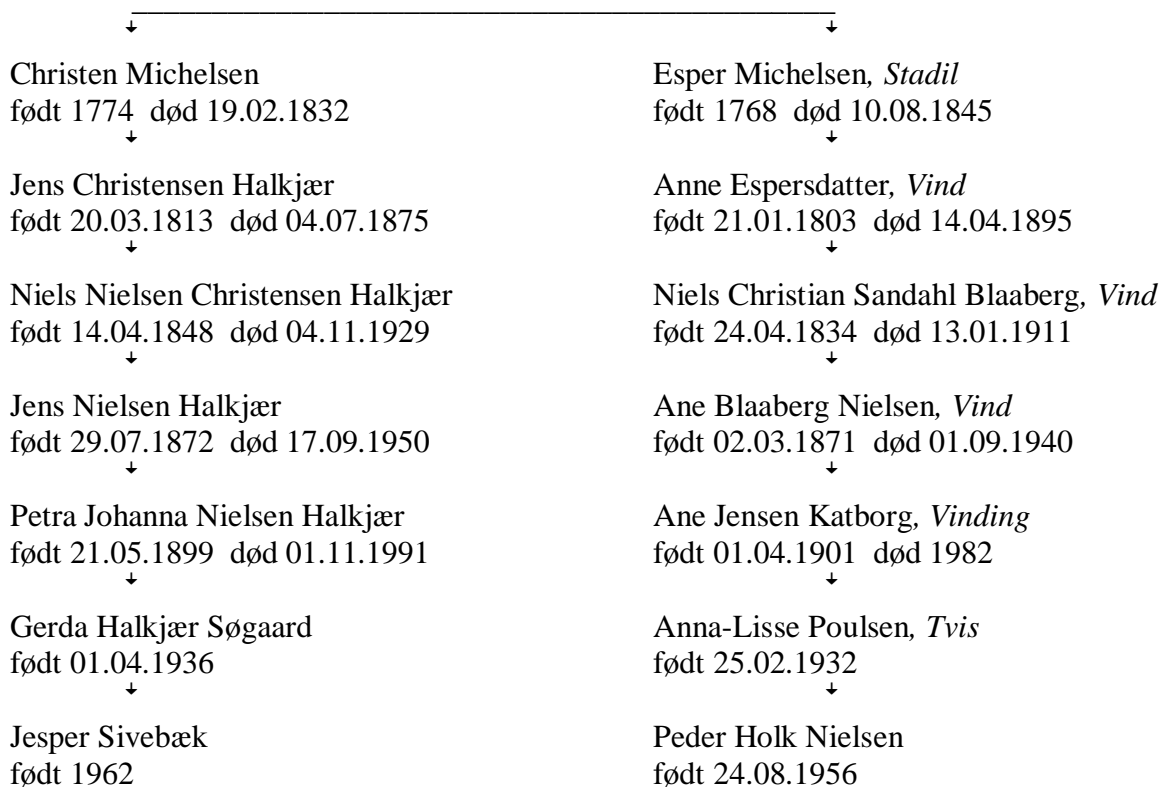 Christen Michelsen
født 1774 død 19.02.1832
Jens Christensen Halkjær
født 20.03.1813 død 04.07.1875
Niels Nielsen Christensen Halkjær
født 14.04.1848 død 04.11.1929
Jens Nielsen Halkjær
født 29.07.1872 død 17.09.1950
Petra Johanna Nielsen Halkjær
født 21.05.1899 død 01.11.1991
Gerda Halkjær Søgaard
født 01.04.1936
Jesper Sivebæk
født 1962
Esper Michelsen, Stadil
født 1768 død 10.08.1845
Anne Espersdatter, Vind
født 21.01.1803 død 14.04.1895
Niels Christian Sandahl Blaaberg, Vind
født 24.04.1834 død 13.01.1911
Ane Blaaberg Nielsen, Vind
født 02.03.1871 død 01.09.1940
Ane Jensen Katborg, Vinding
født 01.04.1901 død 1982
Anna-Lisse Poulsen, Tvis
født 25.02.1932
Peder Holk Nielsen
født 24.08.1956